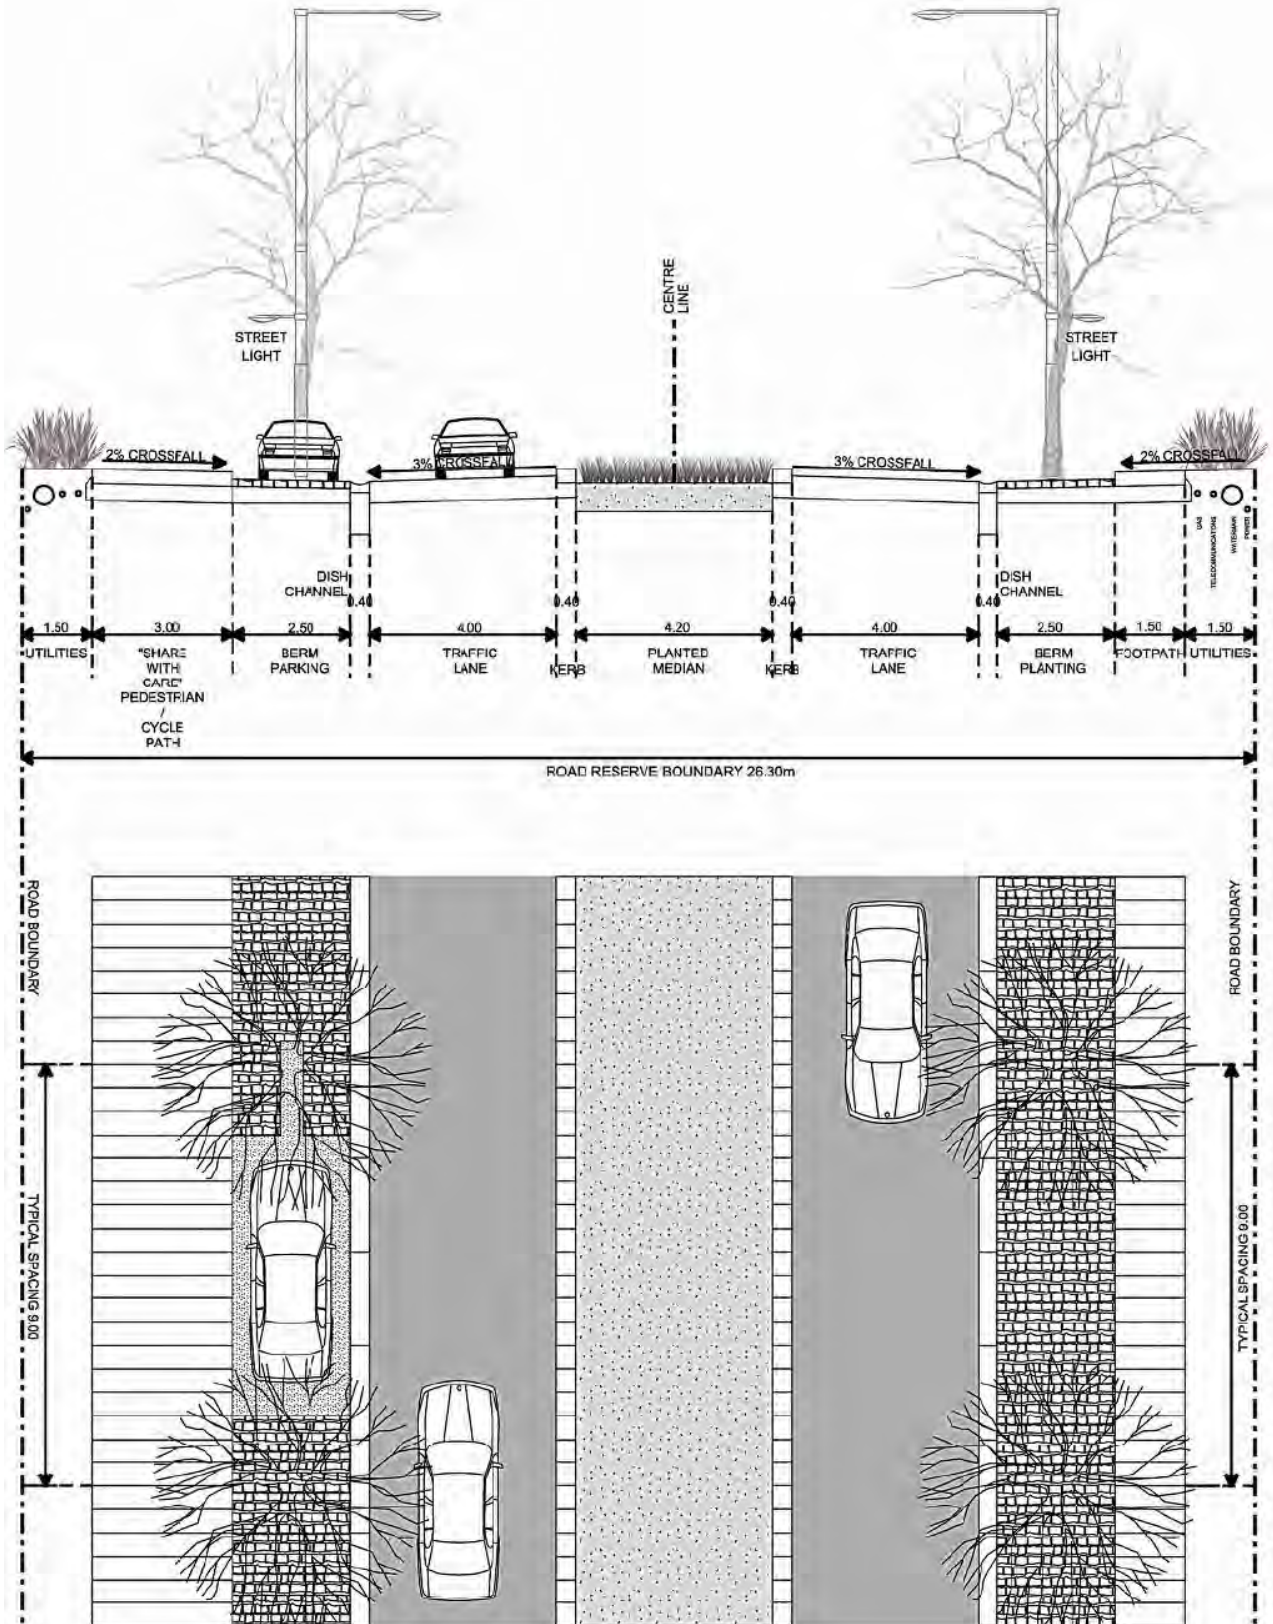 CENTRE
LINE
STREET
LIGHT
STREET
LIGHT
2% CROSSFALL
3% CROSSFALL
3% CROSSFALL
2% CROSSFALL
GAS
TELECOMMUNICATIONS
WATERMAIN
POWER
DISH
CHANNEL
DISH
CHANNEL
0.40
0.40
0.40
0.40
1.50
3.00
2.50
4.00
4.20
4.00
2.50
1.50
1.50
UTILITIES
"SHARE
WITH
CARE"
PEDESTRIAN
/
CYCLE
PATH
BERM
PARKING
TRAFFIC
LANE
KERB
PLANTED
MEDIAN
KERB
TRAFFIC
LANE
BERM
PLANTING
FOOTPATH
UTILITIES
ROAD RESERVE BOUNDARY 26.30m
ROAD BOUNDARY
ROAD BOUNDARY
TYPICAL SPACING 9.00
TYPICAL SPACING 9.00